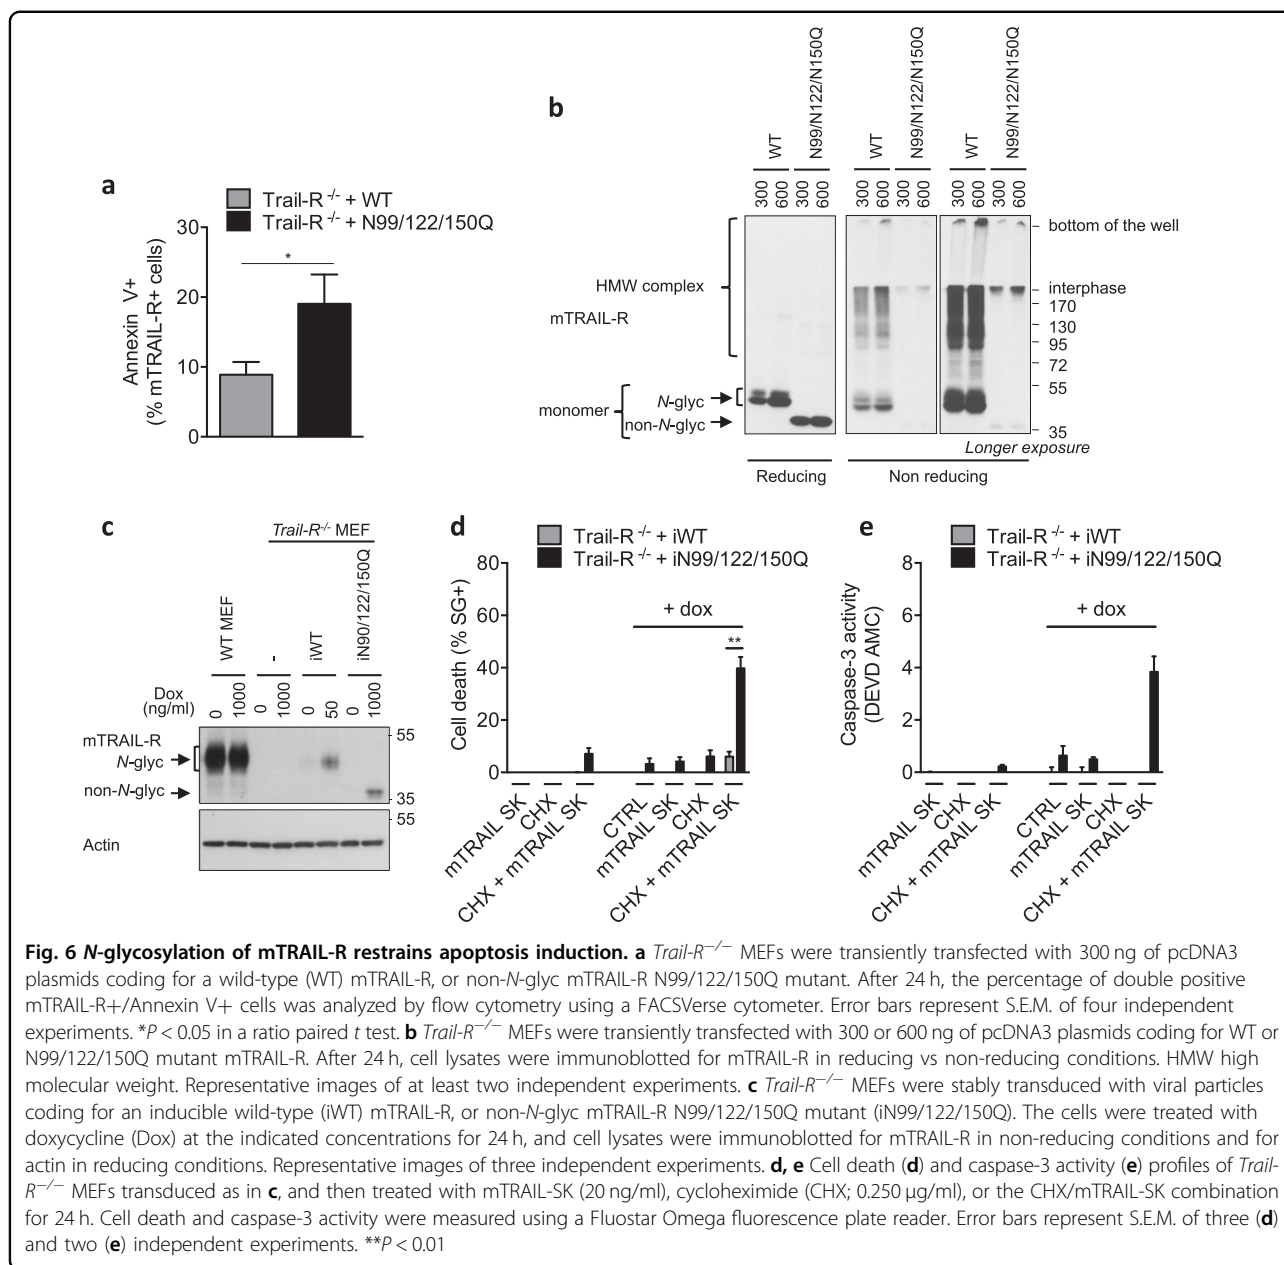 a
Trail-R -/- + WT
Trail-R -/- + N99/122/150Q
Annexin V+
(% mTRAIL-R+ cells)
30
20
10
0
*
b
WT
N99/N122/N150Q
WT
N99/N122/N150Q
WT
N99/N122/N150Q
300 600 300 600 300 600 300 600 300 600 300 600
HMW complex
mTRAIL-R
monomer
N-glyc
non-N-glyc
bottom of the well
interphase
170
130
95
72
55
35
Longer exposure
Reducing
Non reducing
c
Trail-R-/- MEF
WT MEF
-
iWT
iN90/122/150Q
Dox
(ng/ml)
0 1000 0 1000 0 50 0 1000
mTRAIL-R
N-glyc
non-N-glyc
55
35
55
Actin
d
Trail-R -/- + iWT
Trail-R -/- + iN99/122/150Q
Cell death (% SG+)
80
60
40
20
0
+ dox
**
mTRAIL SK
CHX
CHX + mTRAIL SK
CTRL
mTRAIL SK
CHX
CHX + mTRAIL SK
e
Trail-R -/- + iWT
Trail-R -/- + iN99/122/150Q
Caspase-3 activity
(DEVD AMC)
8
6
4
2
0
+ dox
mTRAIL SK
CHX
CHX + mTRAIL SK
CTRL
mTRAIL SK
CHX
CHX + mTRAIL SK
Fig. 6 N-glycosylation of mTRAIL-R restrains apoptosis induction. a Trail-R−/− MEFs were transiently transfected with 300 ng of pcDNA3
plasmids coding for a wild-type (WT) mTRAIL-R, or non-N-glyc mTRAIL-R N99/122/150Q mutant. After 24 h, the percentage of double positive
mTRAIL-R+/Annexin V+ cells was analyzed by flow cytometry using a FACSVerse cytometer. Error bars represent S.E.M. of four independent
experiments. *P < 0.05 in a ratio paired t test. b Trail-R−/− MEFs were transiently transfected with 300 or 600 ng of pcDNA3 plasmids coding for WT or
N99/122/150Q mutant mTRAIL-R. After 24 h, cell lysates were immunoblotted for mTRAIL-R in reducing vs non-reducing conditions. HMW high
molecular weight. Representative images of at least two independent experiments. c Trail-R−/− MEFs were stably transduced with viral particles
coding for an inducible wild-type (iWT) mTRAIL-R, or non-N-glyc mTRAIL-R N99/122/150Q mutant (iN99/122/150Q). The cells were treated with
doxycycline (Dox) at the indicated concentrations for 24 h, and cell lysates were immunoblotted for mTRAIL-R in non-reducing conditions and for
actin in reducing conditions. Representative images of three independent experiments. d, e Cell death (d) and caspase-3 activity (e) profiles of Trail-
R−/− MEFs transduced as in c, and then treated with mTRAIL-SK (20 ng/ml), cycloheximide (CHX; 0.250 µg/ml), or the CHX/mTRAIL-SK combination
for 24 h. Cell death and caspase-3 activity were measured using a Fluostar Omega fluorescence plate reader. Error bars represent S.E.M. of three (d)
and two (e) independent experiments. **P < 0.01